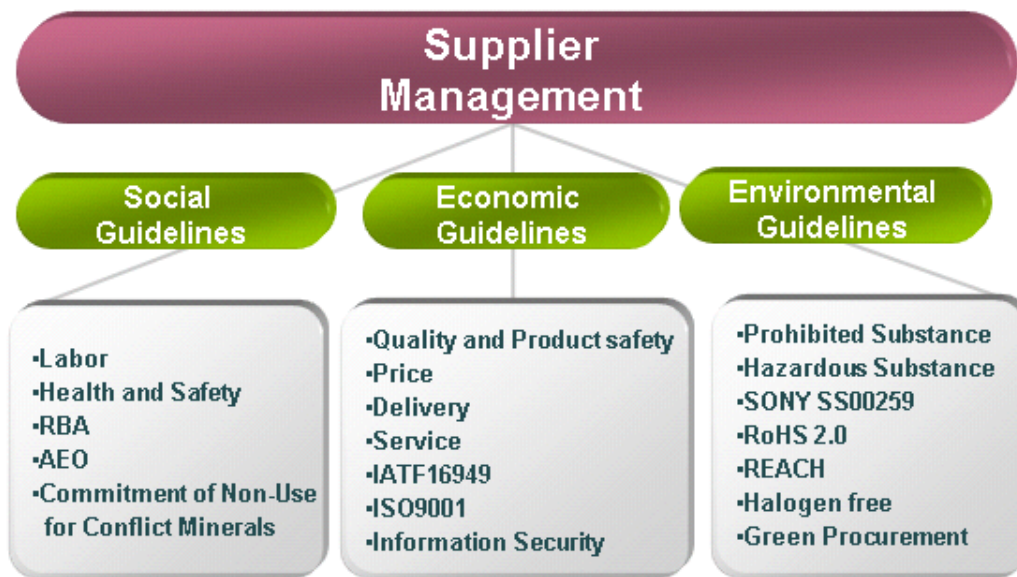 Supplier
Management
Social
Guidelines
Economic
Guidelines
Environmental
Guidelines
▪Labor
▪Health and Safety
▪RBA
▪AEO
▪Commitment of Non-Use
for Conflict Minerals
▪Quality and Product safety
▪Price
▪Delivery
▪Service
▪IATF16949
▪ISO9001
▪Information Security
▪Prohibited Substance
▪Hazardous Substance
▪SONY SS00259
▪RoHS 2.0
▪REACH
▪Halogen free
▪Green Procurement